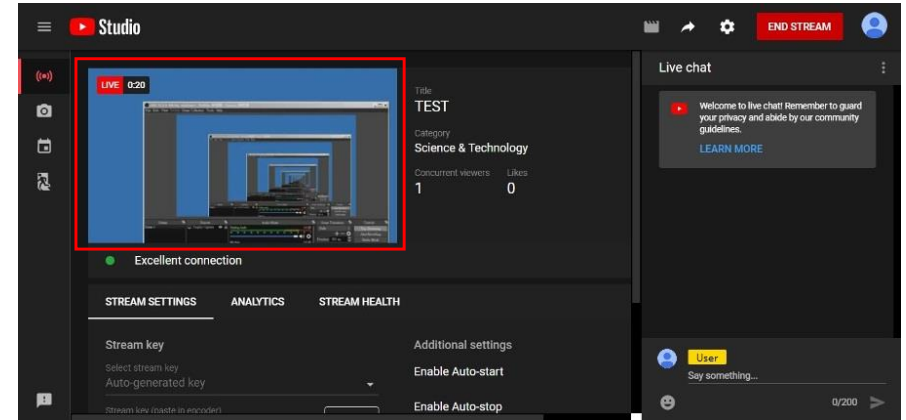 Studio
END STREAM
LIVE 0:20
Title
TEST
Category
Science & Technology
Concurrent viewers Likes
1 0
Excellent connection
STREAM SETTINGS ANALYTICS STREAM HEALTH
Stream key
Select stream key
Auto-generated key
Stream key (paste in encoder)
Additional settings
Enable Auto-start
Enable Auto-stop
Live chat
Welcome to live chat! Remember to guard
your privacy and abide by our community
guidelines.
LEARN MORE
User
Say something...
0/200